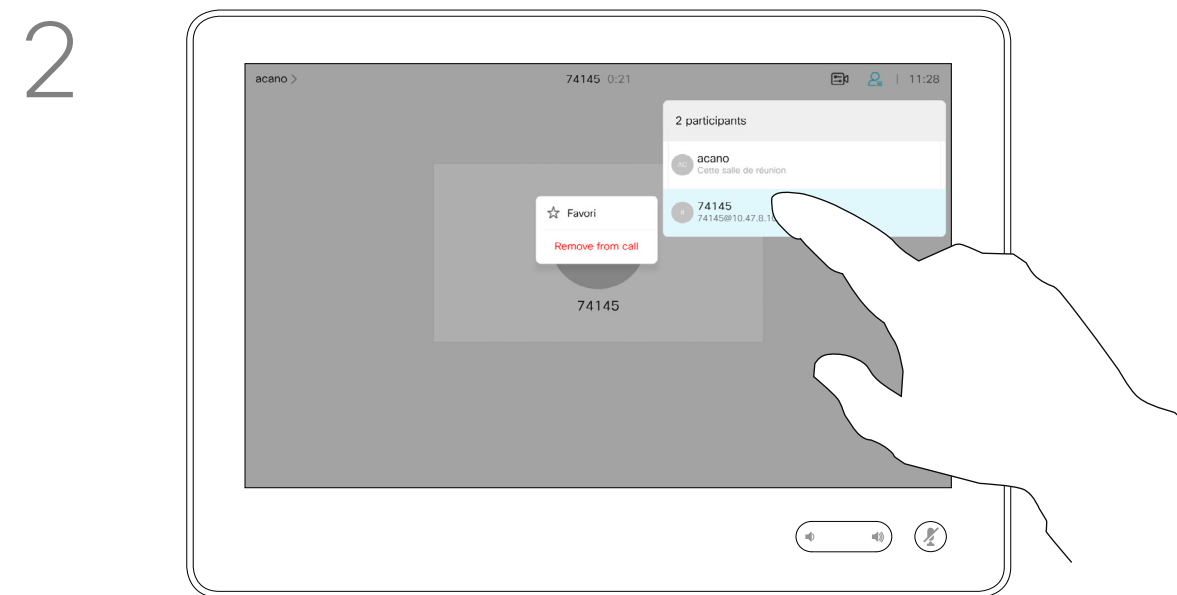 2
acano >
74145 0:21
| 11:28
2 participants
AC
acano
Cette salle de réunion
74145
Favori
Remove from call
74145